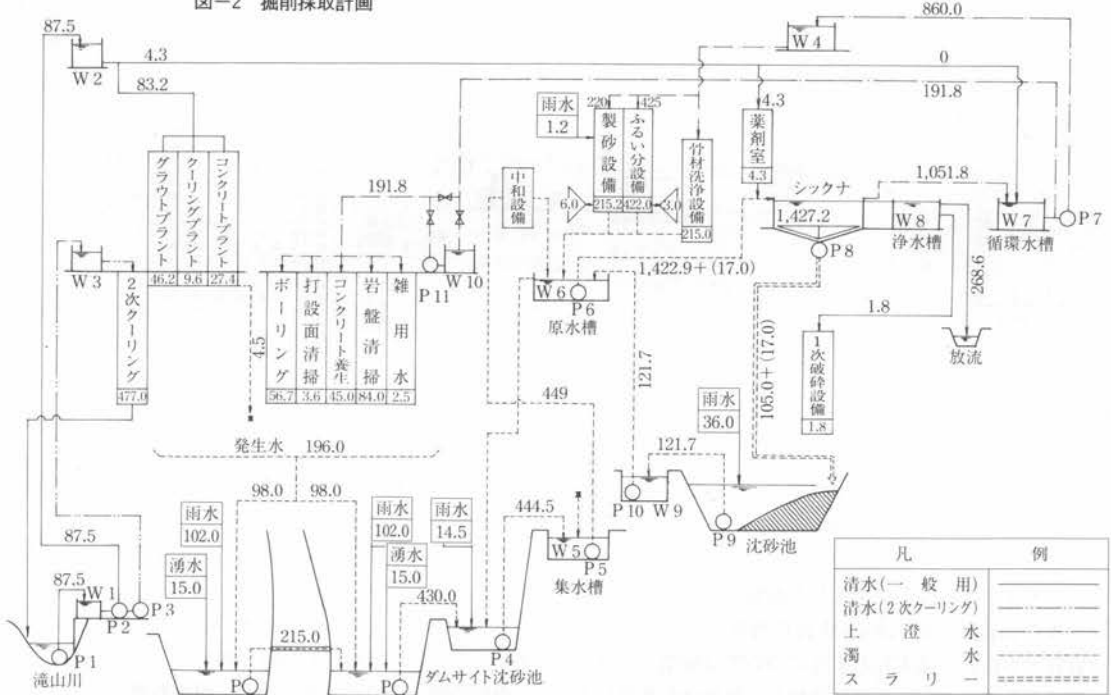 図―2 掘削採取計画
87.5
860.0
W 2
4.3
W 4
0
83.2
191.8
雨水
1.2
220
425
4.3
製砂設備
215.2
ふるい分設備
422.0
骨材洗浄設備
215.0
薬剤室
4.3
6.0
3.0
中和設備
シックナ
1,427.2
1,051.8
W 8
浄水槽
W 7
循環水槽
P 7
P 8
グラウトプラント
46.2
クーリングプラント
9.6
コンクリートプラント
27.4
191.8
W 3
2次クーリング
477.0
P 11
W 10
ボーリング
56.7
打設面清掃
3.6
コンクリート養生
45.0
岩盤清掃
84.0
雑用水
2.5
4.5
1,422.9+(17.0)
W 6
P 6
原水槽
268.6
1.8
放流
1次破砕設備
1.8
105.0+(17.0)
121.7
449
雨水
36.0
発生水 196.0
121.7
98.0
98.0
雨水
102.0
湧水
15.0
雨水
102.0
湧水
15.0
雨水
14.5
444.5
P 10
W 9
P 9
沈砂池
W 5
P 5
集水槽
87.5
87.5
W 1
P 2
P 3
430.0
215.0
P 1
滝山川
P
P
P 4
ダムサイト沈砂池
凡例
清水(一般用)
清水(2次クーリング)
上澄水
濁水
スラリー